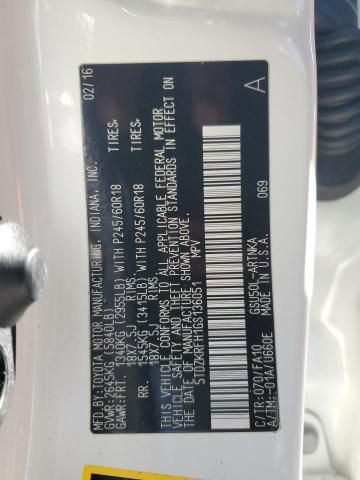 MFD.BY:TOYOTA MOTOR MANUFACTURING, INDIANA, INC. 02/16
GVWR:2645KG (5840LB)
GAWR:FRT. 1340KG (2955LB) WITH P245/60R18 TIRES
18X7.5J RIMS.
RR. 1545KG (3415LB) WITH P245/60R18 TIRES
18X7.5J RIMS.
THIS VEHICLE CONFORMS TO ALL APPLICABLE FEDERAL MOTOR
VEHICLE SAFETY AND THEFT PREVENTION STANDARDS IN EFFECT
ON THE DATE OF MANUFACTURE SHOWN ABOVE.
5TDZKRFH1GS136051 MPV
A
C/TR:070/FA10 GSU50L-ARTNKA
A/TM:-01A/U660E MADE IN U.S.A. 069